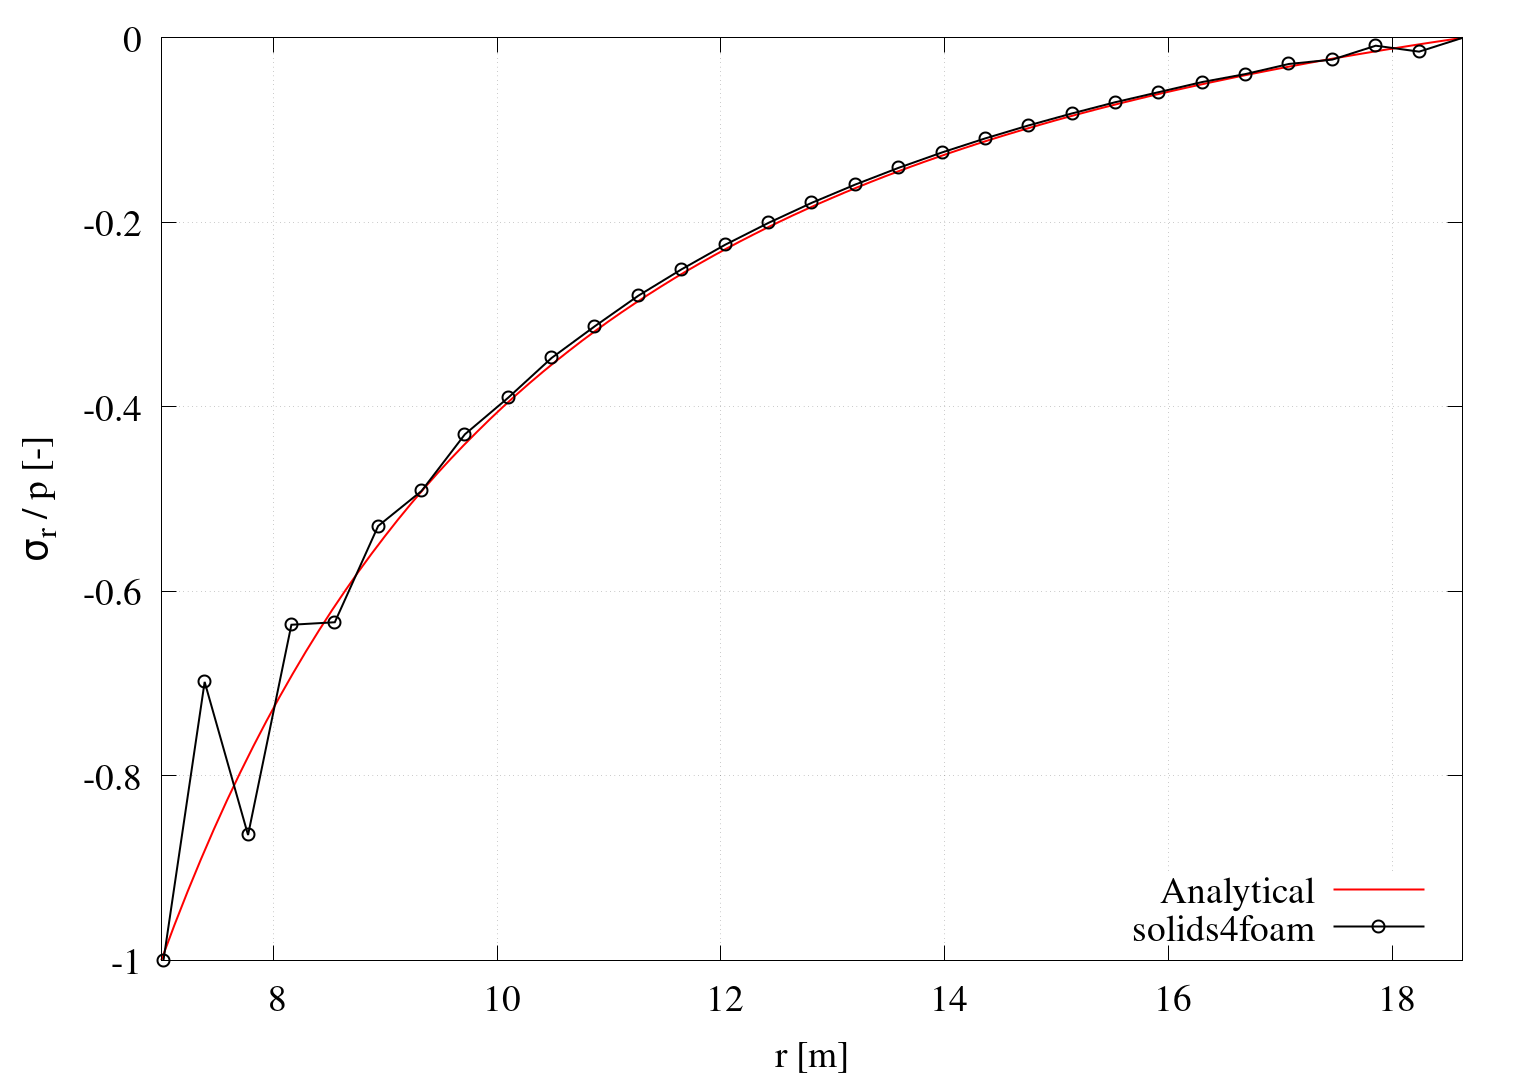 0
-0.2
-0.4
-0.6
-0.8
-1
σr / p [-]
8 10 12 14 16 18
r [m]
Analytical
solids4foam